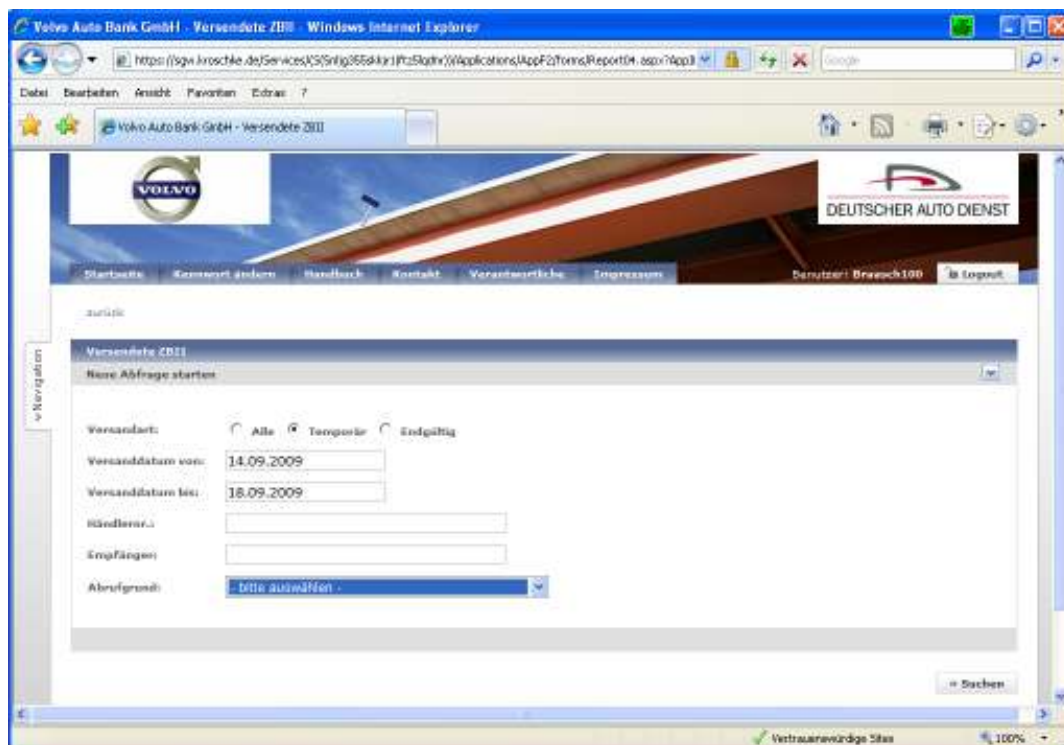 Volvo Auto Bank GmbH - Versendete ZBII - Windows Internet Explorer
Google
Datei Bearbeiten Ansicht Favoriten Extras ?
Volvo Auto Bank GmbH - Versendete ZBII
VOLVO
DEUTSCHER AUTO DIENST
Startseite Kennwort ändern Handbuch Kontakt Verantwortliche Impressum Benutzer: Braasch100 Logout
zurück
Versendete ZBII
Neue Abfrage starten
» Navigation
Versandart: Alle Temporär Endgültig
Versanddatum von: 14.09.2009
Versanddatum bis: 18.09.2009
Händlernr.:
Empfänger:
Abrufgrund: - bitte auswählen -
» Suchen
Vertrauenswürdige Sites 100%